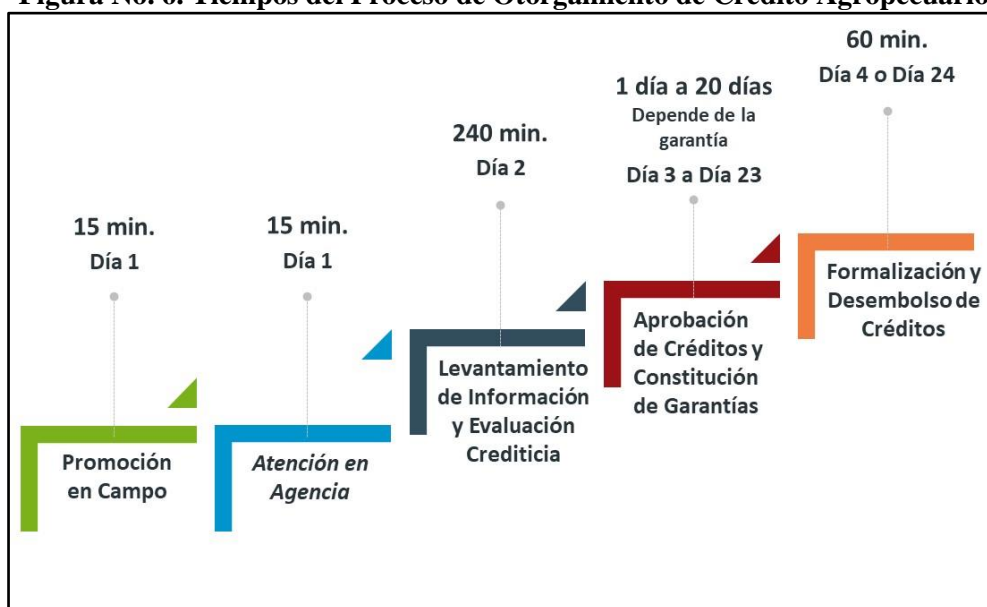 Figura No. 6. Tiempos del Proceso de Otorgamiento de Crédito Agropecuario
15 min.
Día 1
Promoción
en Campo
15 min.
Día 1
Atención en
Agencia
240 min.
Día 2
Levantamiento
de Información
y Evaluación
Crediticia
1 día a 20 días
Depende de la
garantía
Día 3 a Día 23
Aprobación
de Créditos y
Constitución
de Garantías
60 min.
Día 4 o Día 24
Formalización y
Desembolso de
Créditos